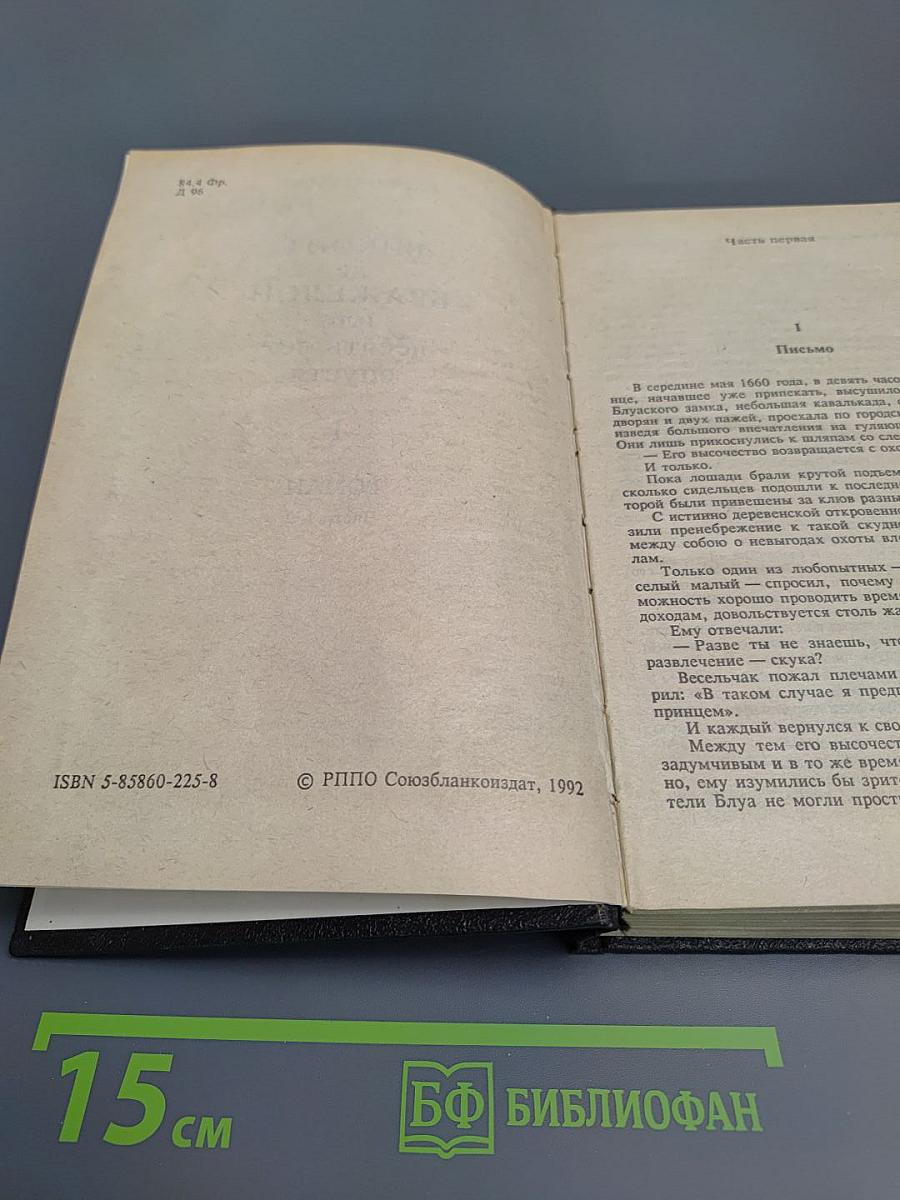 84.4 Фр.
Д 96
ISBN 5-85860-225-8
© РППО Союзбланкоиздат, 1992
Часть первая
I
Письмо
В середине мая 1660 года, в девять часо
нце, начавшее уже припекать, высушило
Блуаского замка, небольшая кавалькада,
дворян и двух пажей, проехала по городск
изведя большого впечатления на гуляющ
Они лишь прикоснулись к шляпам со сле
— Его высочество возвращается с охо
И только.
Пока лошади брали крутой подъем
сколько сидельцев подошли к последн
торой были привешены за клюв разны
С истинно деревенской откровенно
зили пренебрежение к такой скудн
между собою о невыгодах охоты вл
лам.
Только один из любопытных —
селый малый — спросил, почему
можность хорошо проводить врем
доходам, довольствуется столь жа
Ему отвечали:
— Разве ты не знаешь, что
развлечение — скука?
Весельчак пожал плечами
рил: «В таком случае я предп
принцем».
И каждый вернулся к сво
Между тем его высочест
задумчивым и в то же врем
но, ему изумились бы зрит
тели Блуа не могли прост
15 см
БФ БИБЛИОФАН